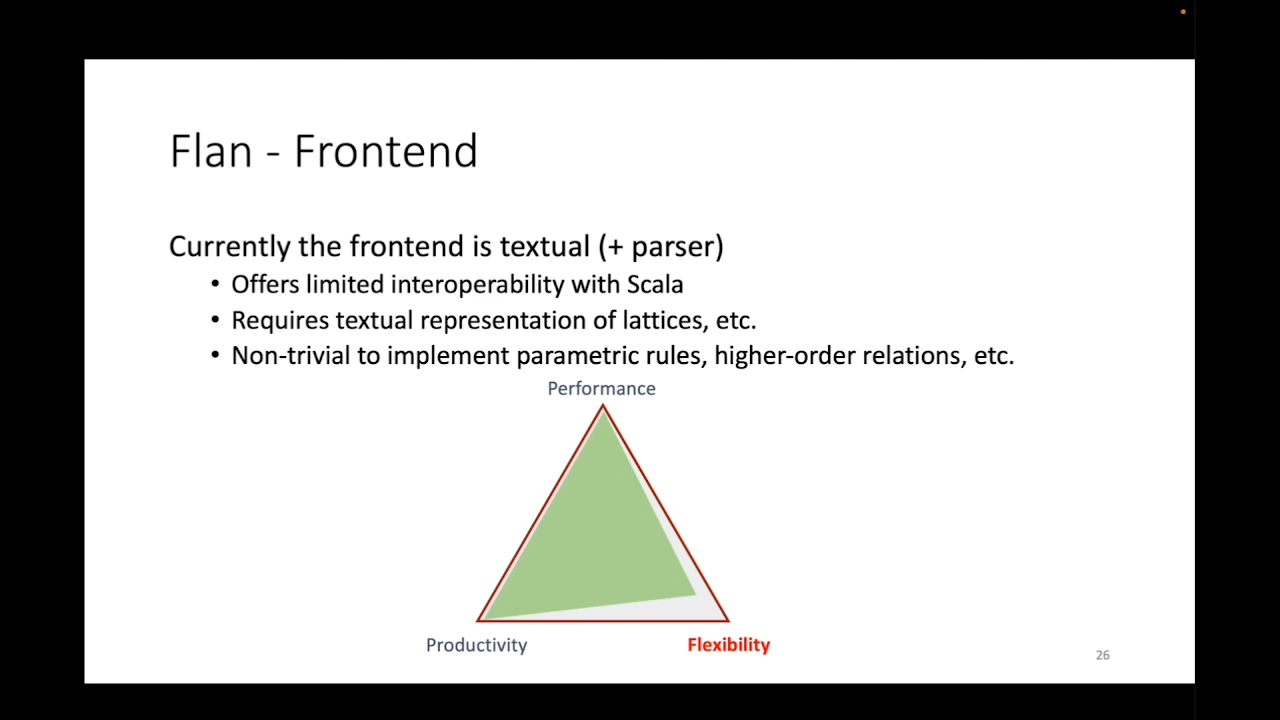 Flan - Frontend
Currently the frontend is textual (+ parser)
• Offers limited interoperability with Scala
• Requires textual representation of lattices, etc.
• Non-trivial to implement parametric rules, higher-order relations, etc.
Performance
Productivity
Flexibility
26